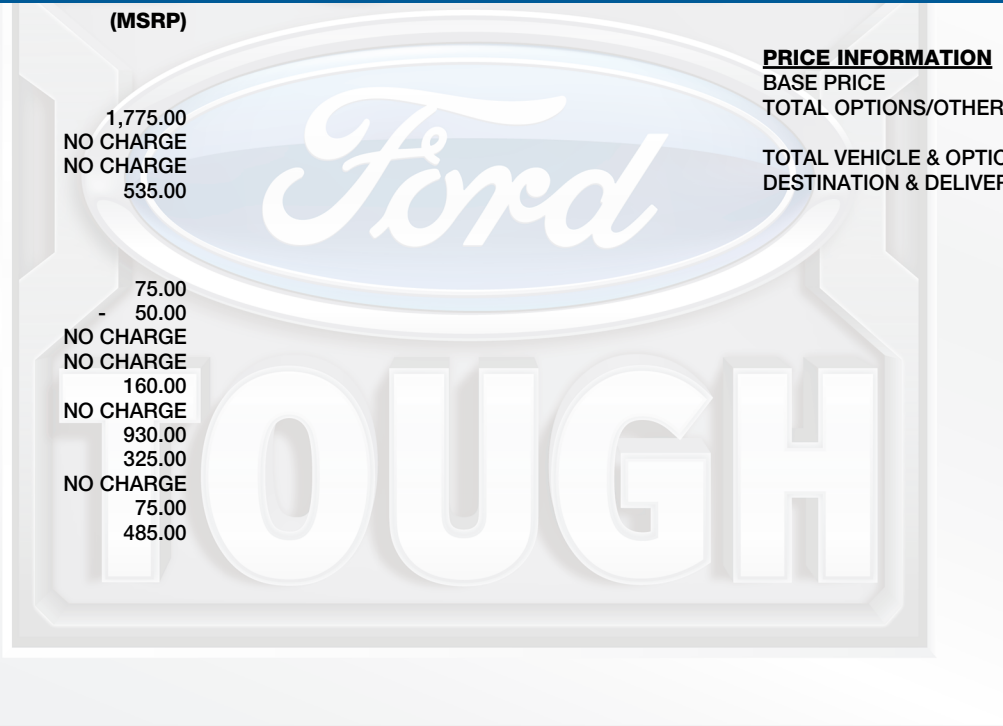 (MSRP)
1,775.00
NO CHARGE
NO CHARGE
535.00
75.00
- 50.00
NO CHARGE
NO CHARGE
160.00
NO CHARGE
930.00
325.00
NO CHARGE
75.00
485.00
PRICE INFORMATION
BASE PRICE
TOTAL OPTIONS/OTHER
TOTAL VEHICLE & OPTIO
DESTINATION & DELIVER
Ford
TOUGH